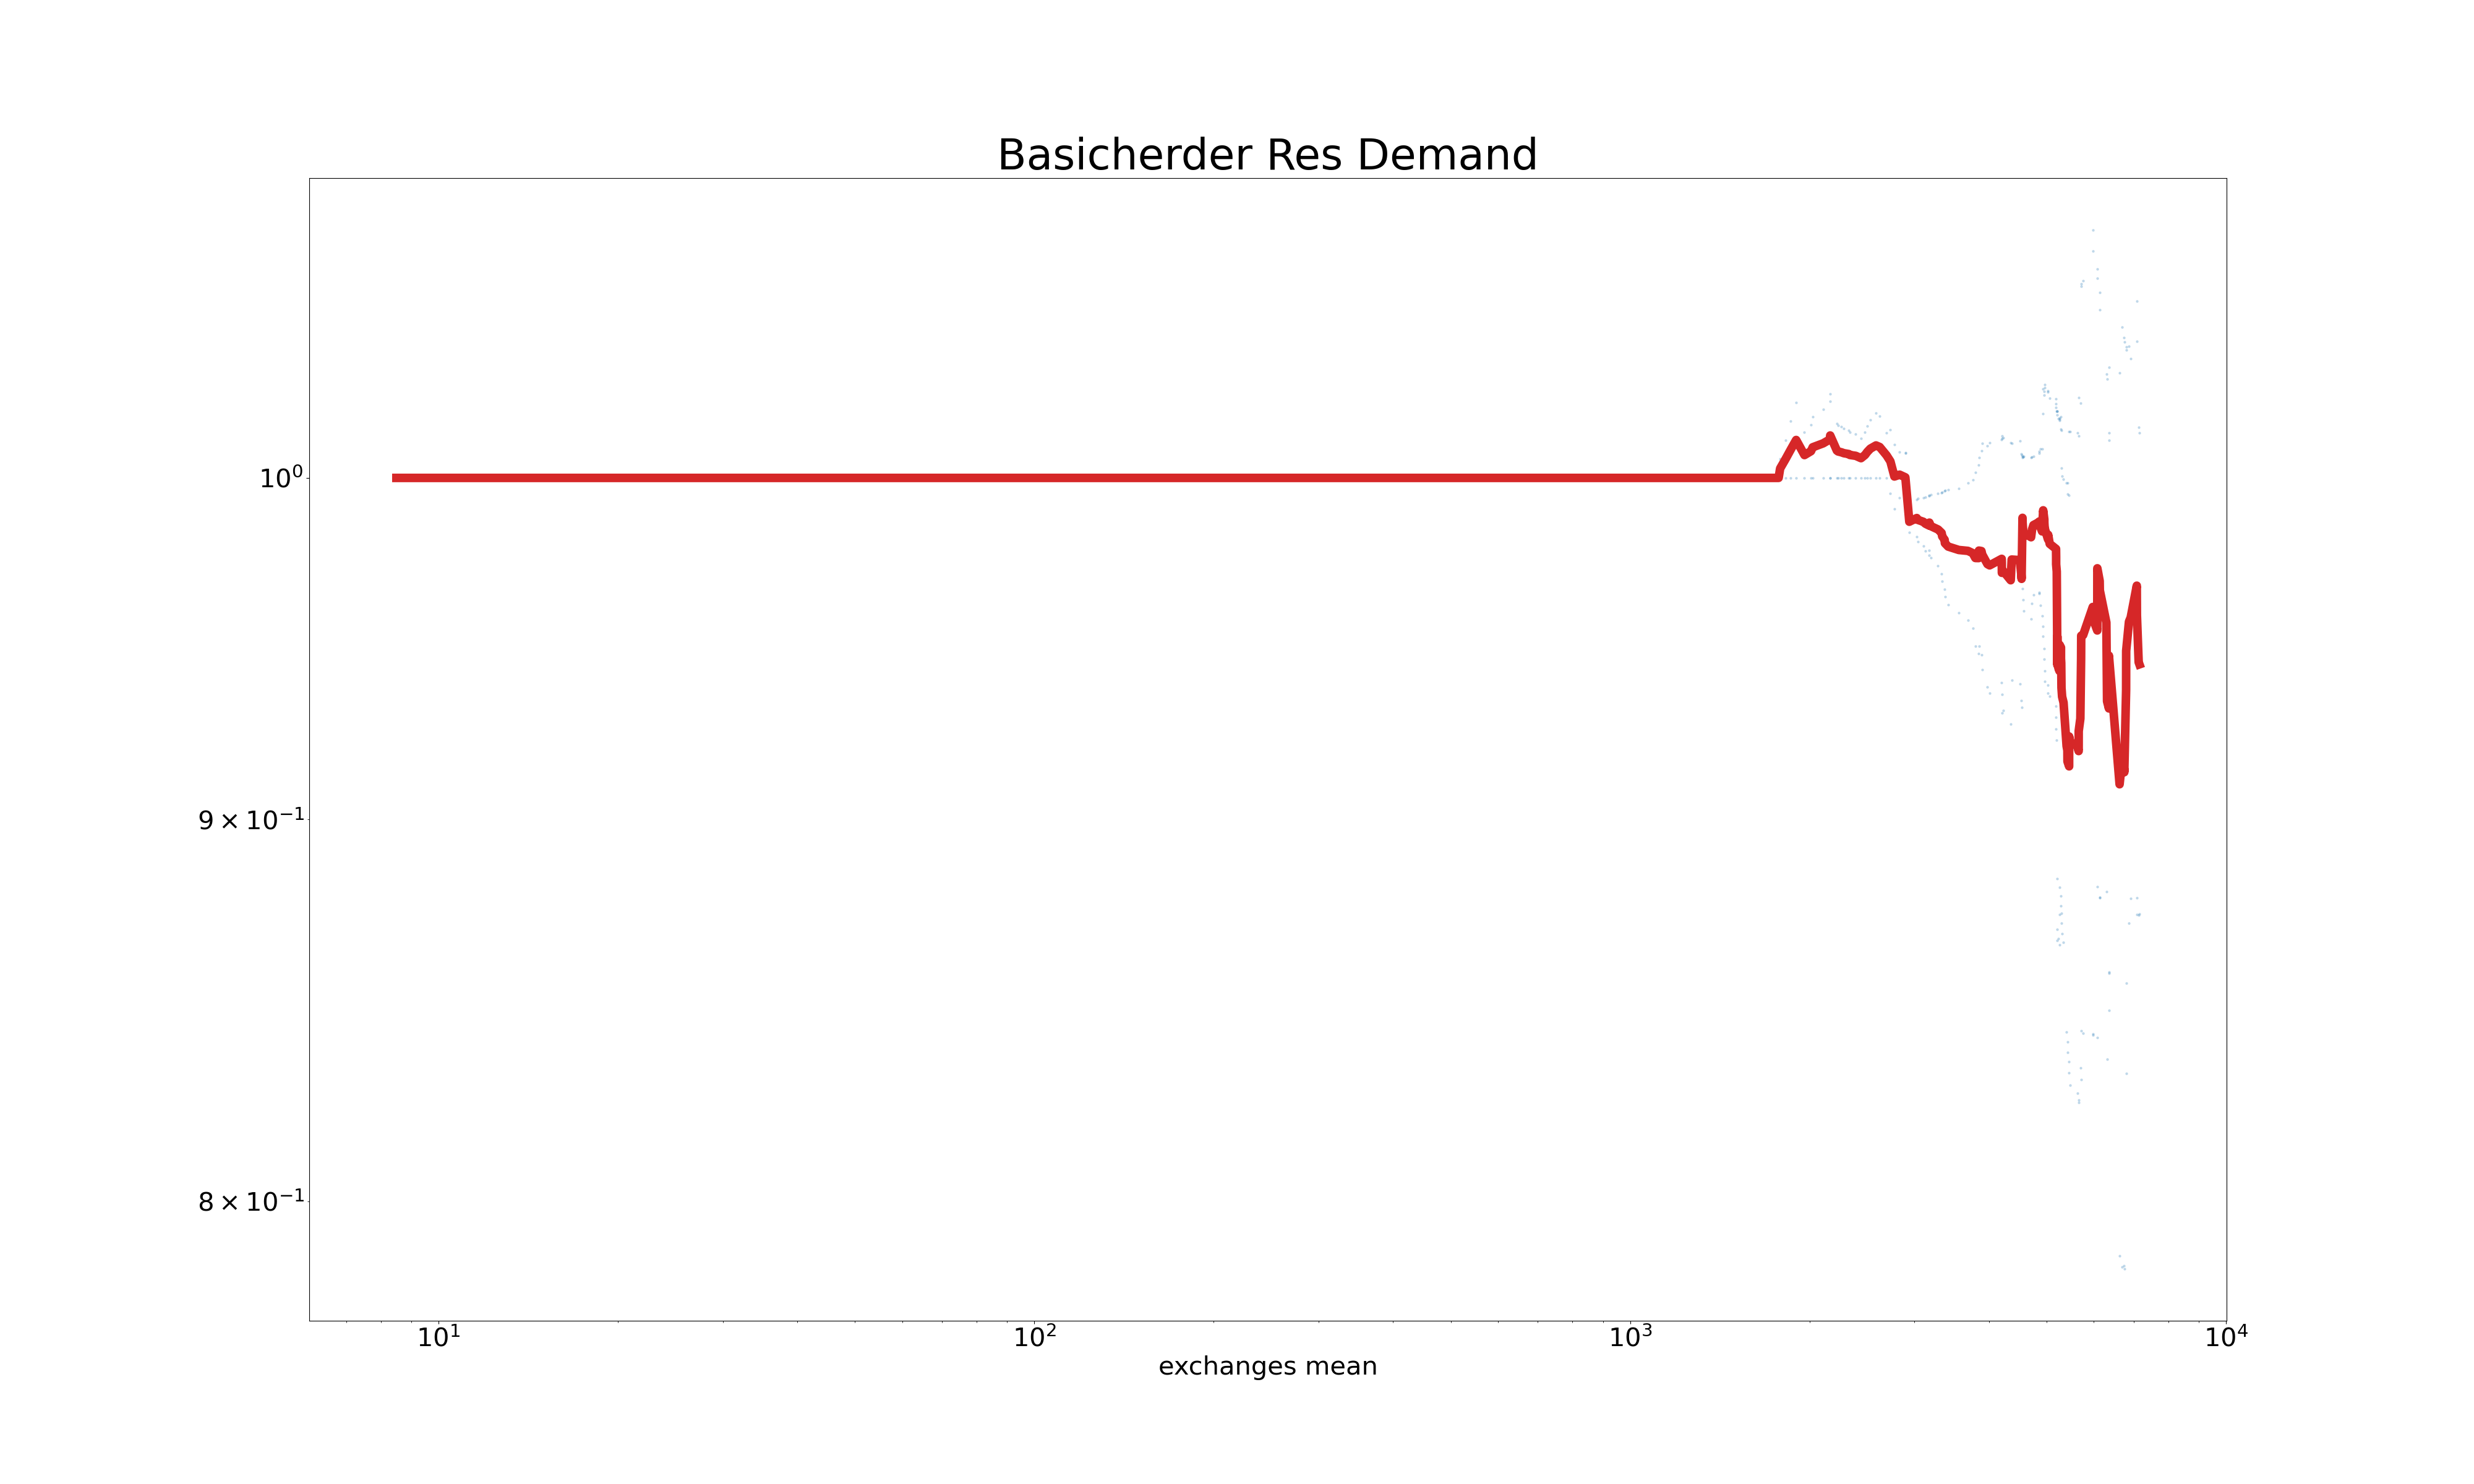 Basicherder Res Demand
10⁰
9 × 10⁻¹
8 × 10⁻¹
10¹ 10² 10³ 10⁴
exchanges mean